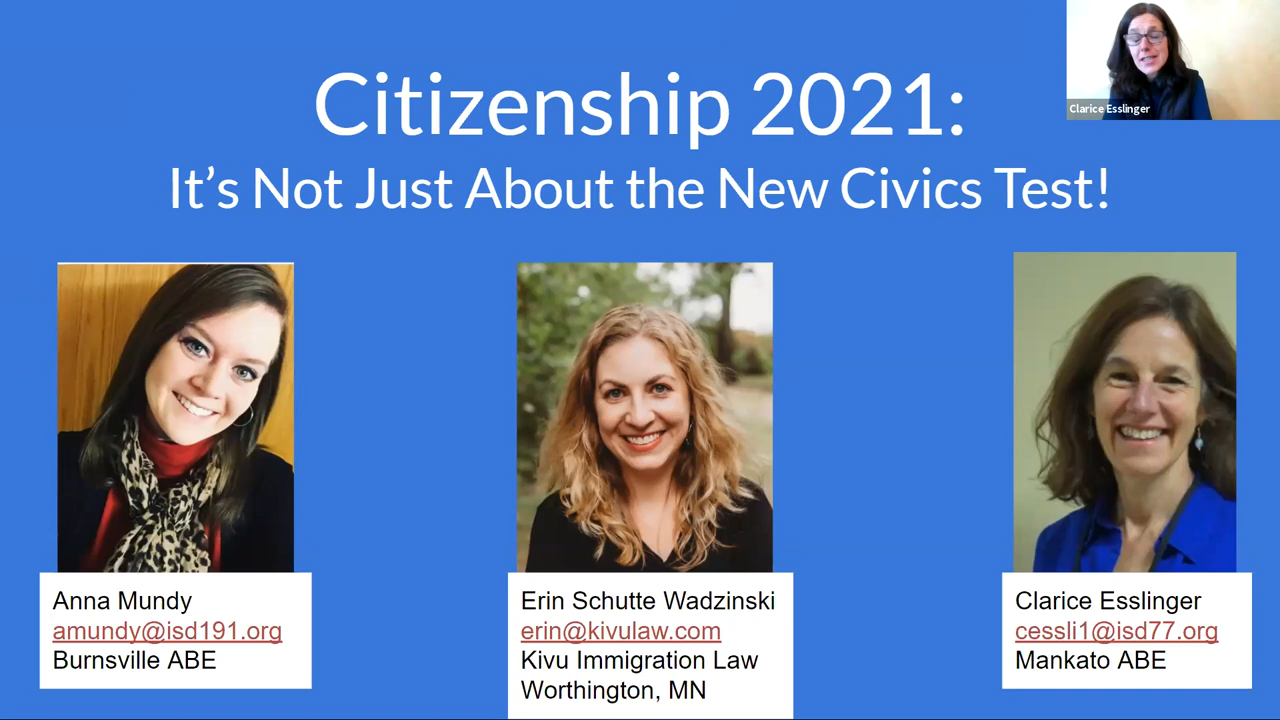 Citizenship 2021:
It's Not Just About the New Civics Test!
Clarice Esslinger
Anna Mundy
amundy@isd191.org
Burnsville ABE
Erin Schutte Wadzinski
erin@kivulaw.com
Kivu Immigration Law
Worthington, MN
Clarice Esslinger
cessli1@isd77.org
Mankato ABE